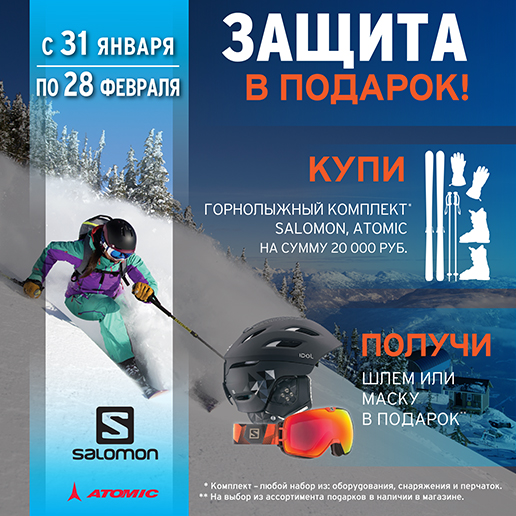 С 31 ЯНВАРЯ
ПО 28 ФЕВРАЛЯ
ЗАЩИТА
В ПОДАРОК!
КУПИ
ГОРНОЛЫЖНЫЙ КОМПЛЕКТ*
SALOMON, ATOMIC
НА СУММУ 20 000 РУБ.
IDOL
ПОЛУЧИ
ШЛЕМ ИЛИ
МАСКУ
В ПОДАРОК**
S
SALOMON
ATOMIC
* Комплект – любой набор из: оборудования, снаряжения и перчаток.
** На выбор из ассортимента подарков в наличии в магазине.